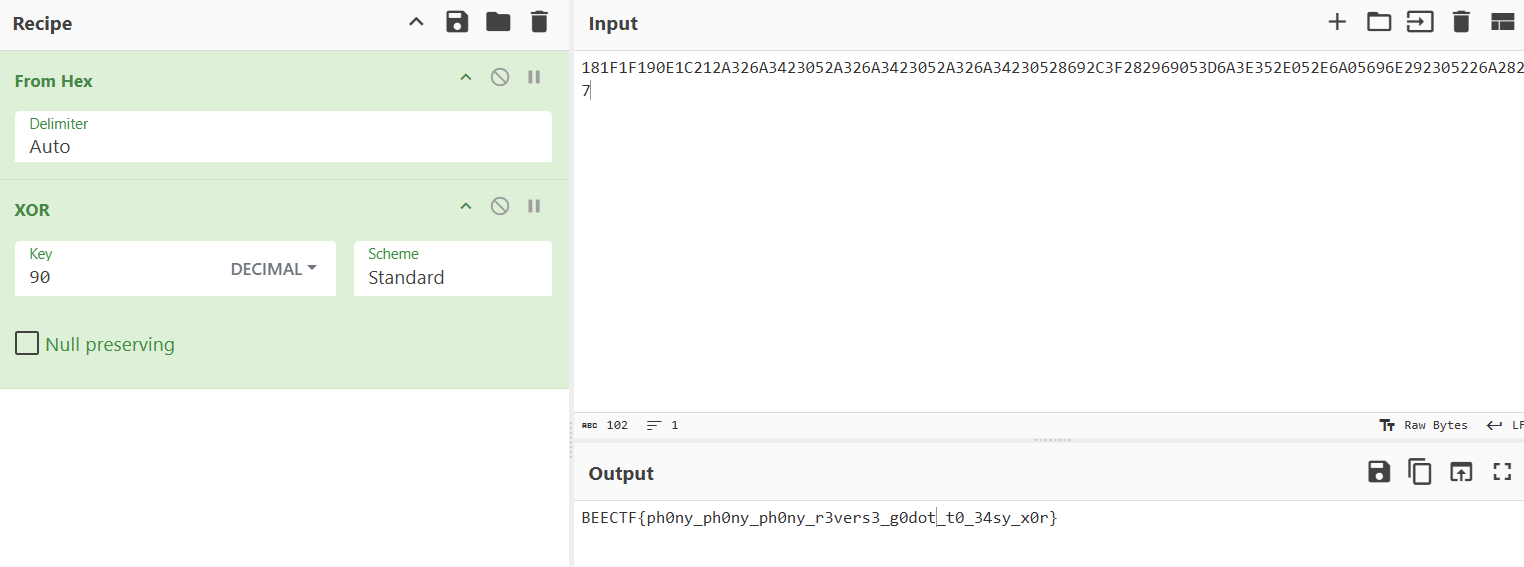 Recipe
From Hex
Delimiter
Auto
XOR
Key
90
DECIMAL
Scheme
Standard
Null preserving
Input
181F1F190E1C212A326A3423052A326A3423052A326A34230528692C3F282969053D6A3E352E052E6A05696E292305226A282
7
ABC 102 1
Raw Bytes LF
Output
BEECTF{ph0ny_ph0ny_ph0ny_r3vers3_g0dot_t0_34sy_x0r}